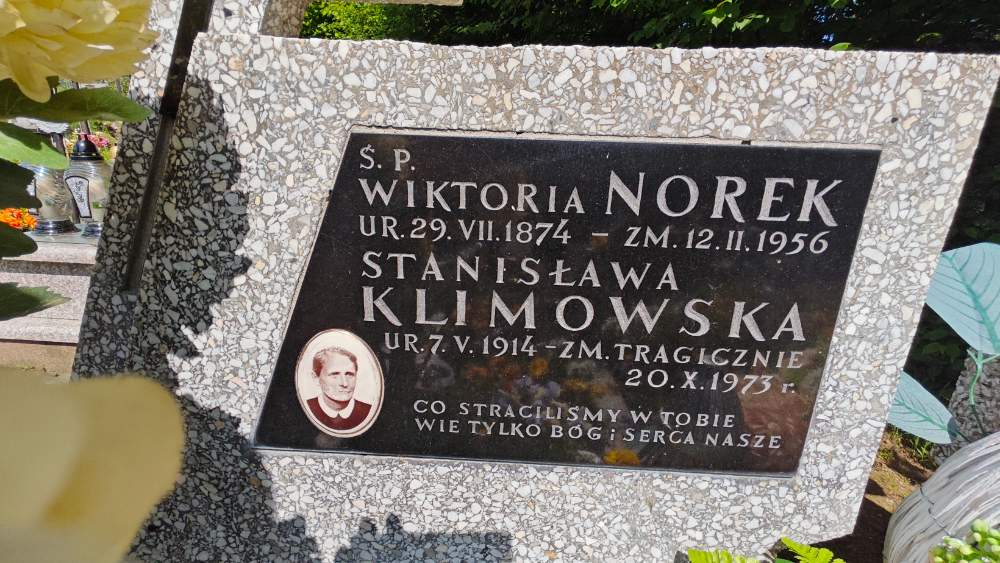 Ś. P.
WIKTORIA NOREK
UR. 29. VII. 1874 – ZM. 12. II. 1956
STANISŁAWA
KLIMOWSKA
UR. 7. V. 1914 – ZM. TRAGICZNIE
20. X. 1973 r.
CO STRACILIŚMY W TOBIE
WIE TYLKO BÓG i SERCA NASZE